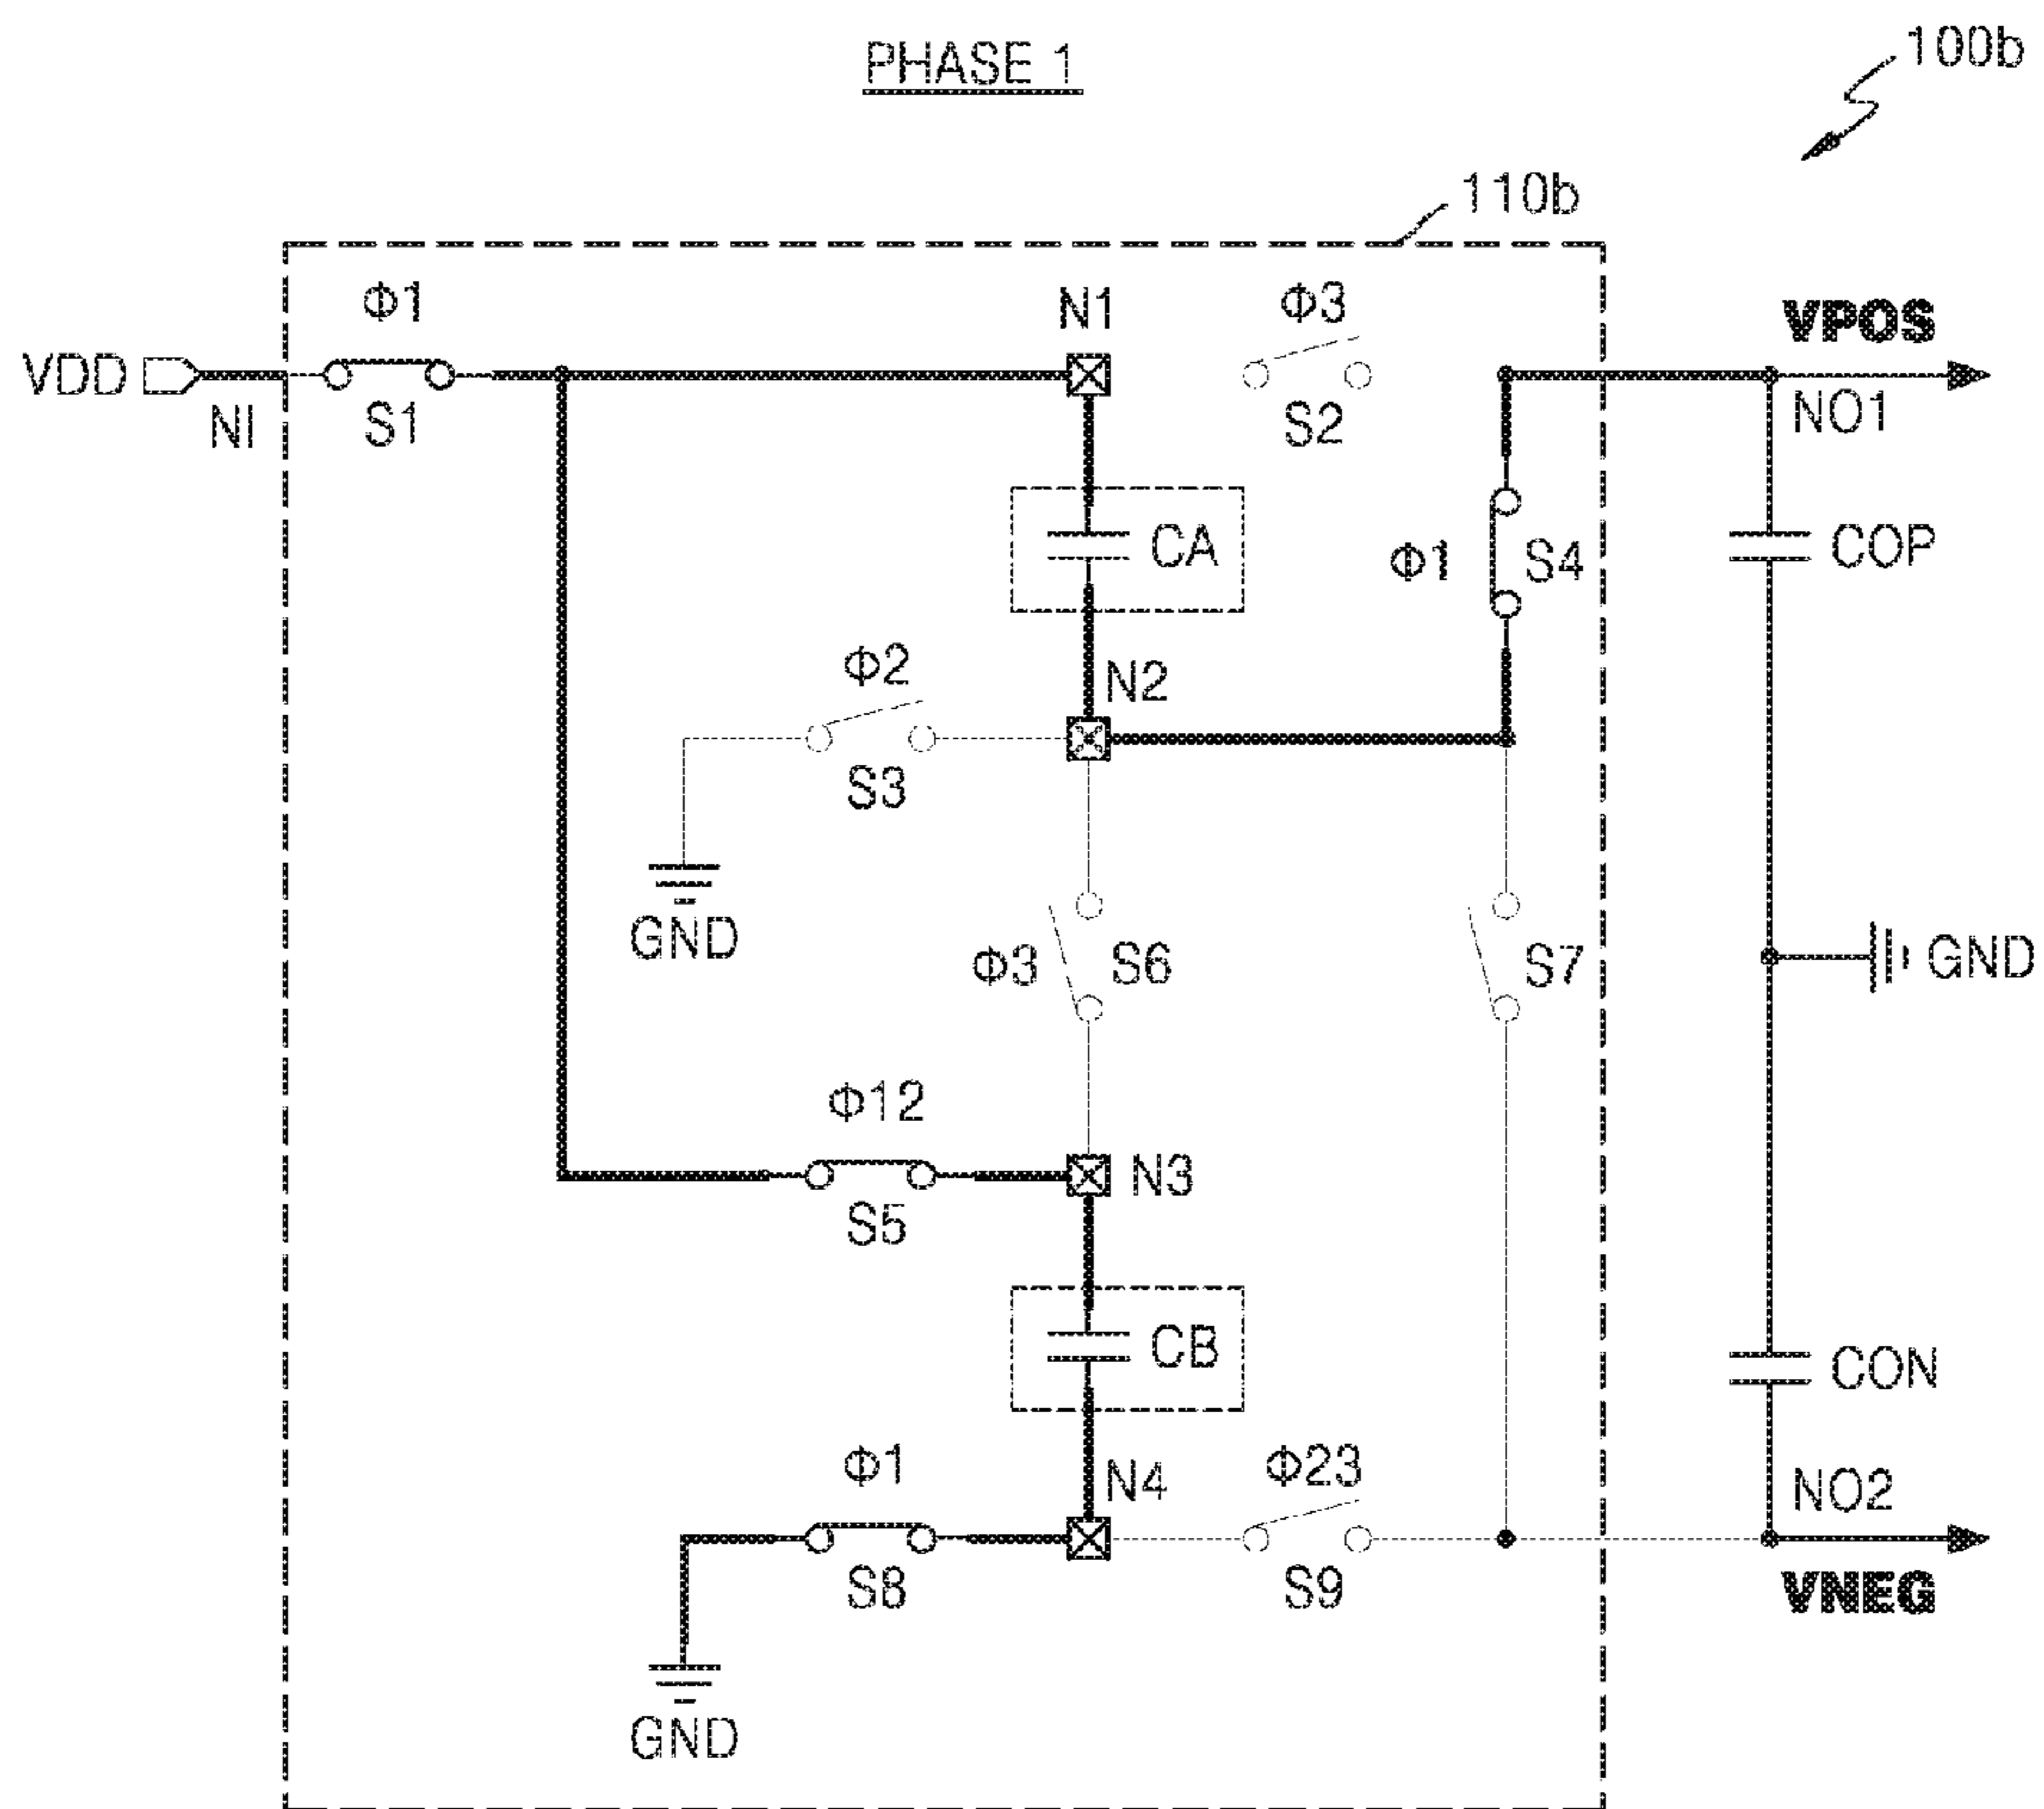 PHASE 1
100b
110b
Φ1
N1
Φ3
VPOS
VDD
NI
S1
S2
NO1
CA
Φ1
S4
COP
Φ2
N2
S3
GND
Φ3
S6
S7
GND
Φ12
N3
S5
CB
CON
Φ1
N4
Φ23
NO2
S8
S9
VNEG
GND